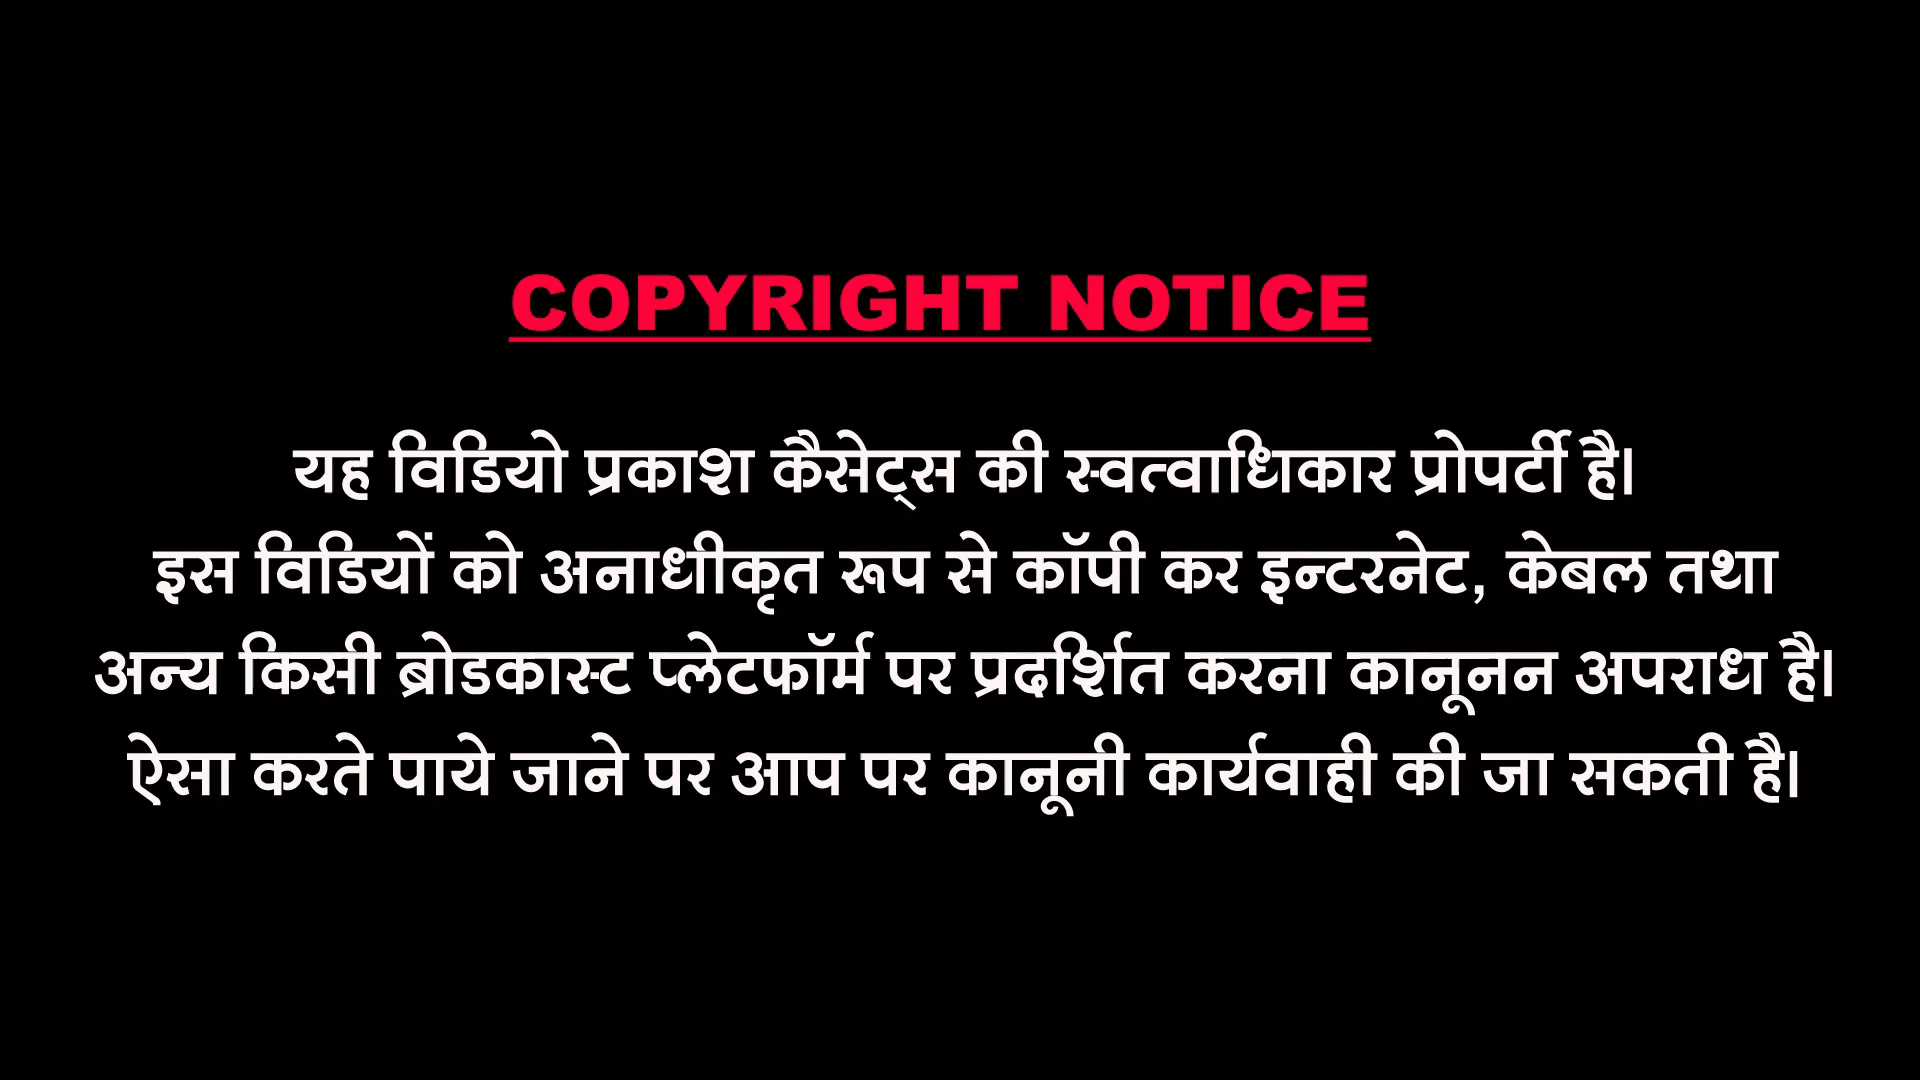 COPYRIGHT NOTICE
यह विडियो प्रकाश कैसेट्स की स्वत्वाधिकार प्रोपर्टी है।
इस विडियों को अनाधीकृत रूप से कॉपी कर इन्टरनेट, केबल तथा
अन्य किसी ब्रोडकास्ट प्लेटफॉर्म पर प्रदर्शित करना कानूनन अपराध है।
ऐसा करते पाये जाने पर आप पर कानूनी कार्यवाही की जा सकती है।